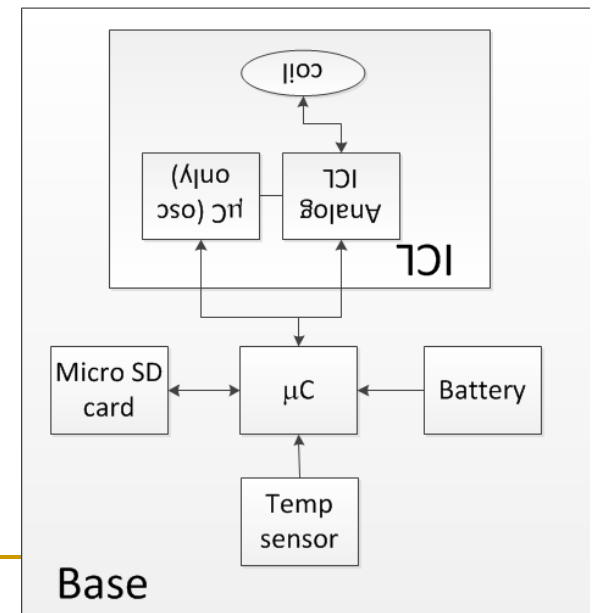 coil
µC (osc
only)
Analog
ICL
ICL
Micro SD
card
µC
Battery
Temp
sensor
Base